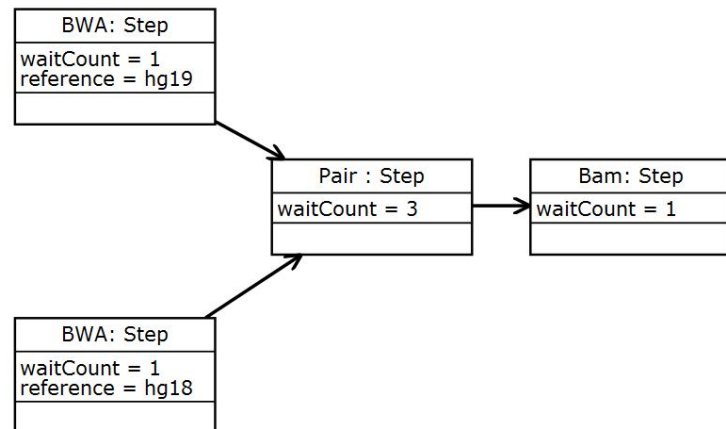 BWA: Step
waitCount = 1
reference = hg19
Pair : Step
waitCount = 3
Bam: Step
waitCount = 1
BWA: Step
waitCount = 1
reference = hg18